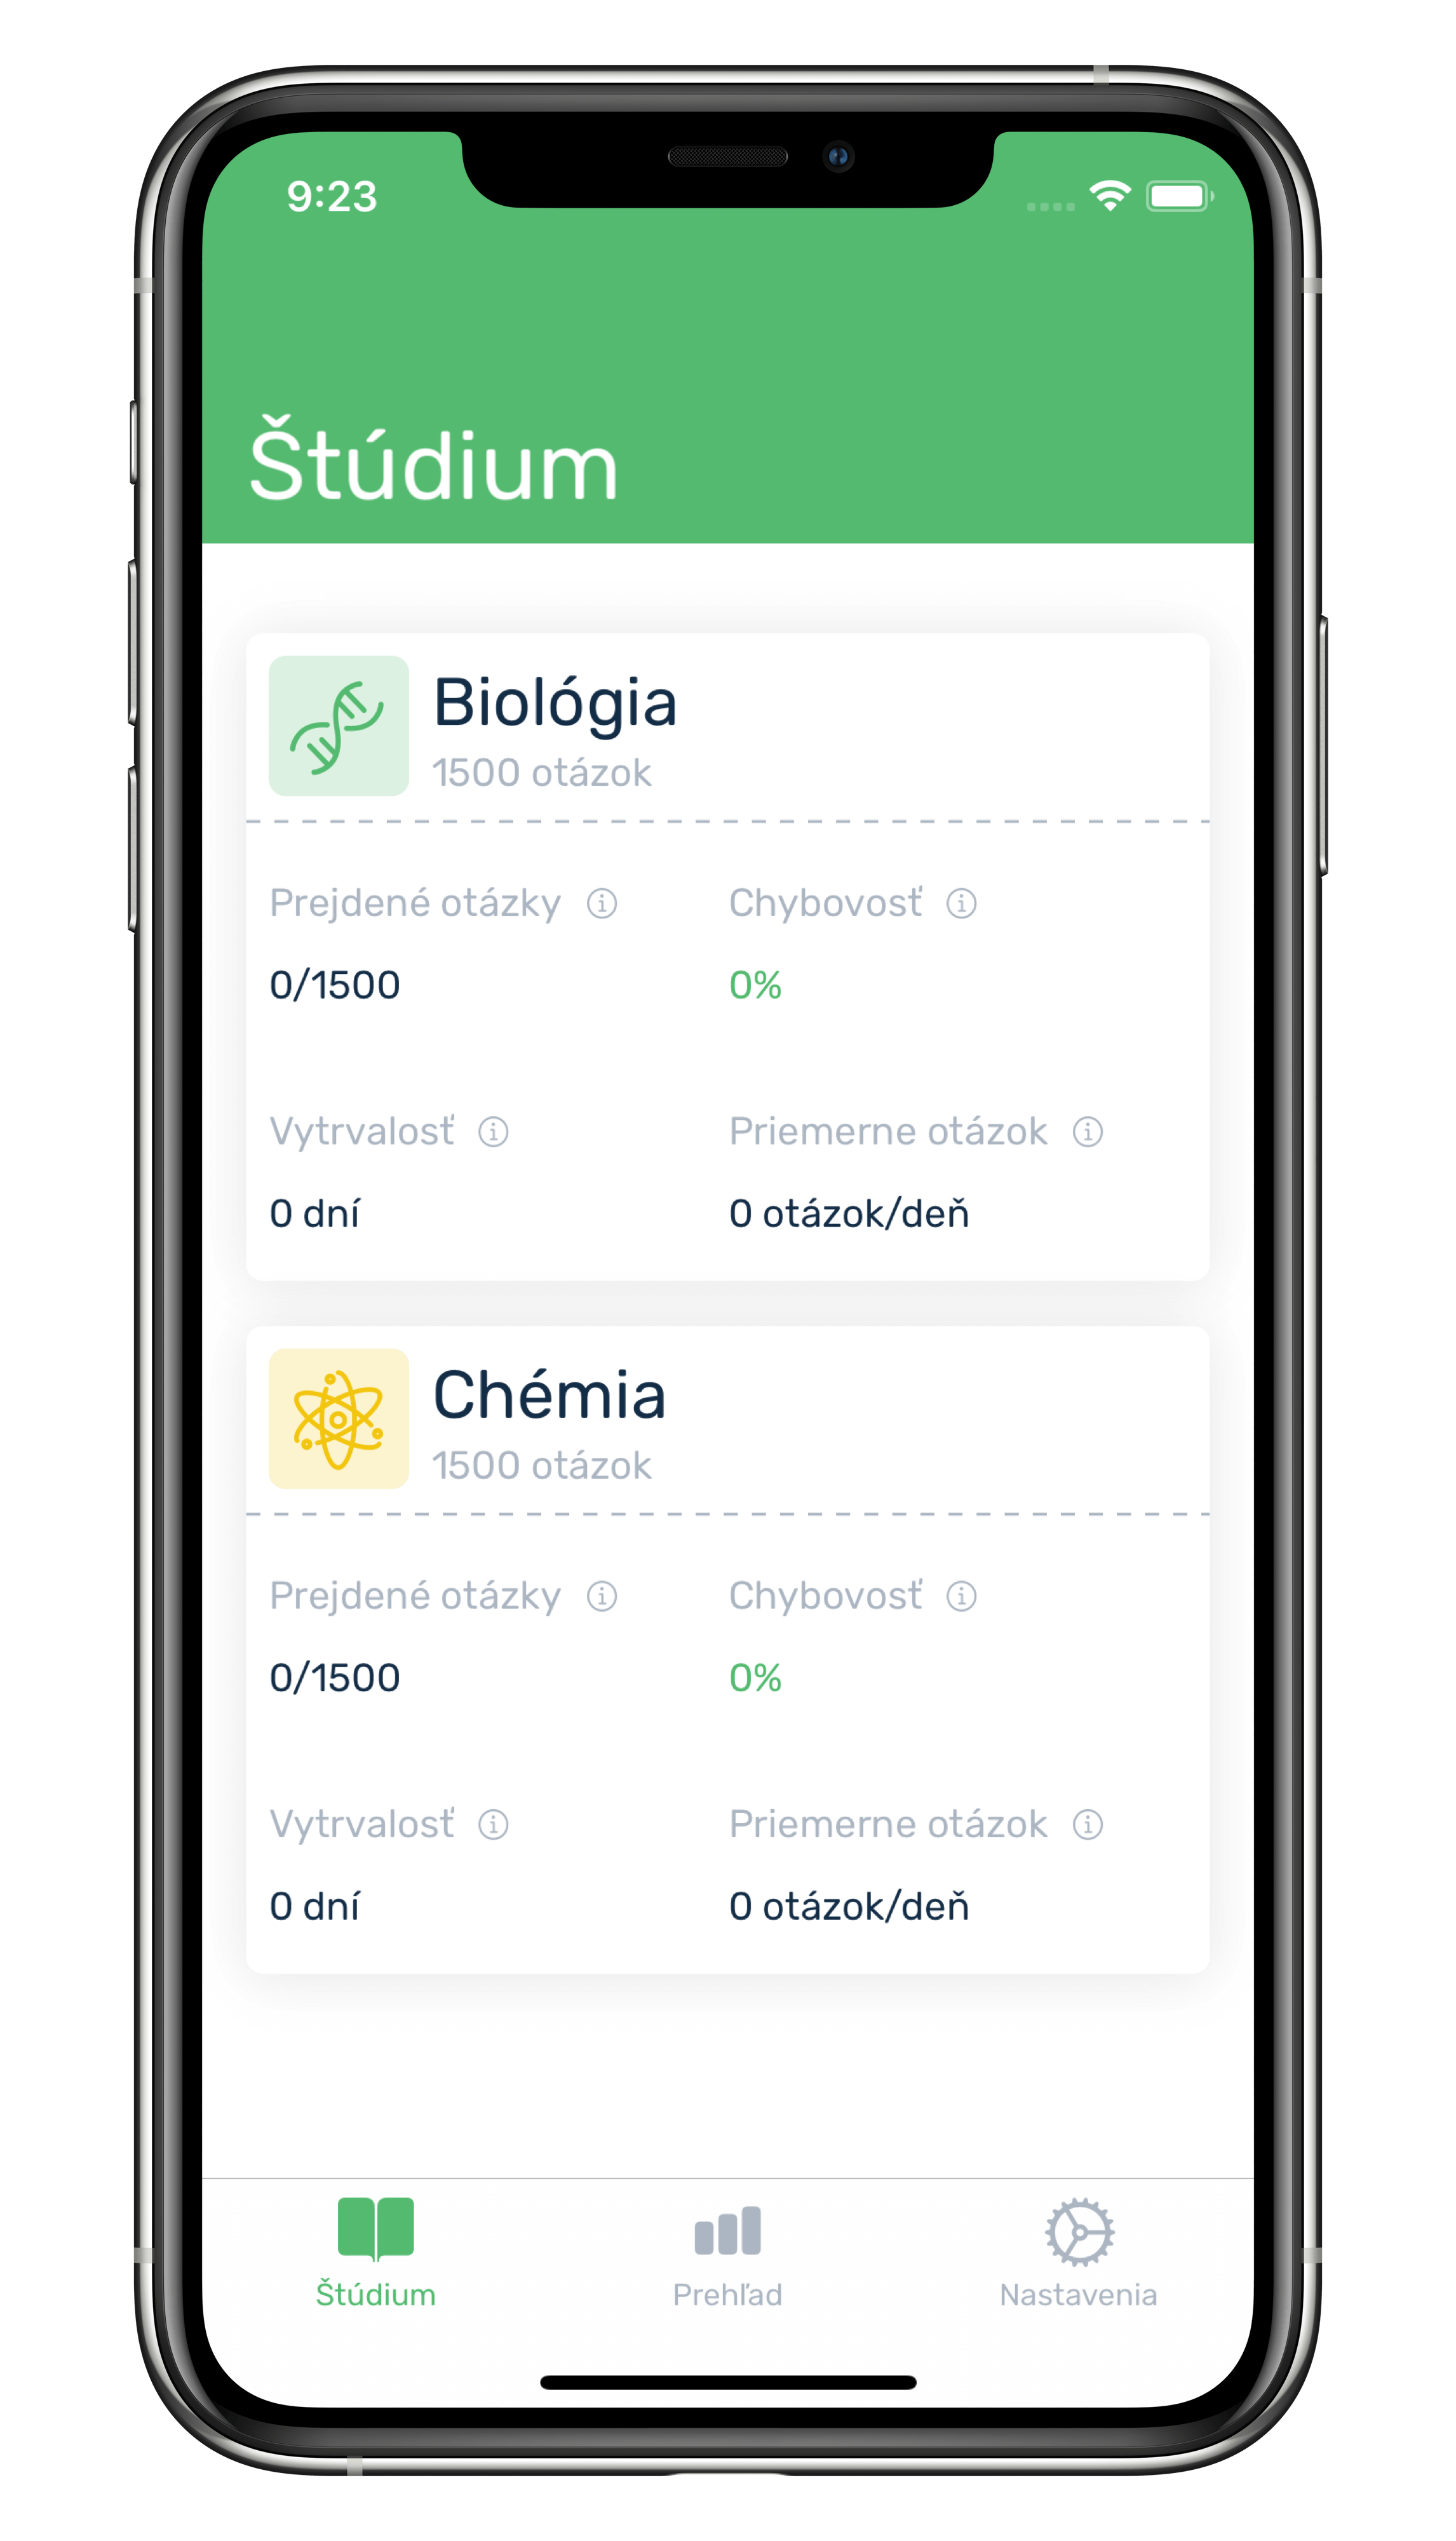 9:23
Štúdium
Biológia
1500 otázok
Prejdené otázky Chybovosť
0/1500 0%
Vytrvalosť Priemerne otázok
0 dní 0 otázok/deň
Chémia
1500 otázok
Prejdené otázky Chybovosť
0/1500 0%
Vytrvalosť Priemerne otázok
0 dní 0 otázok/deň
Štúdium Prehľad Nastavenia